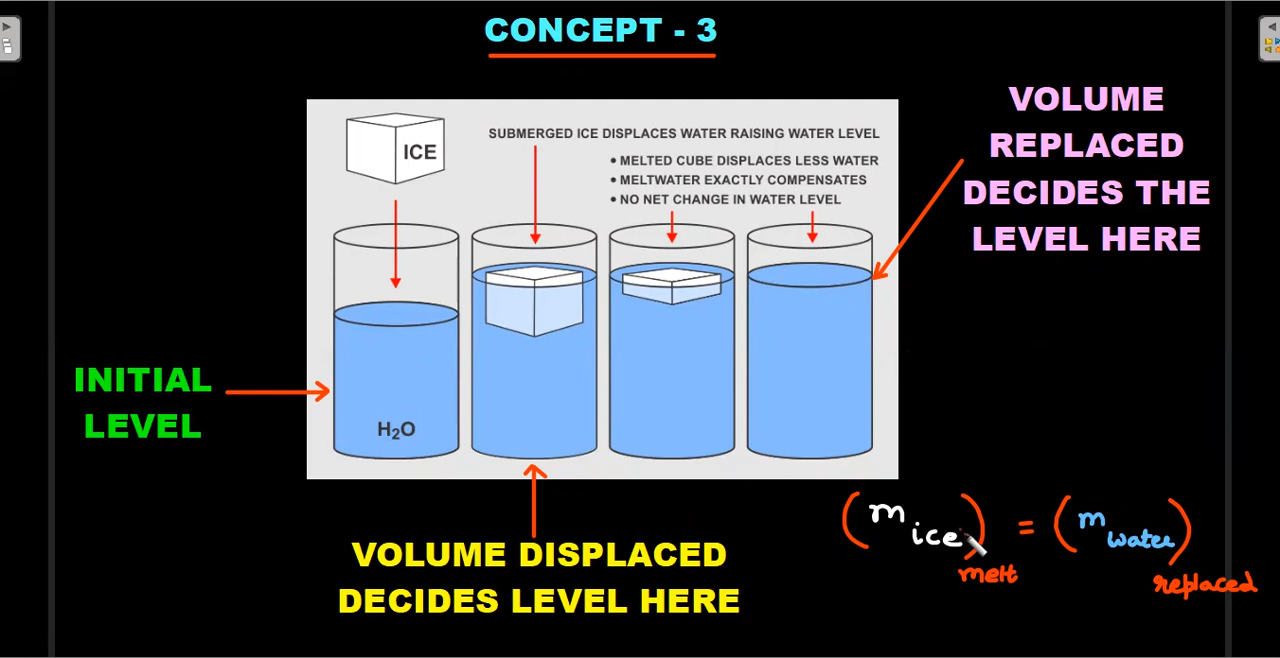 CONCEPT - 3
ICE
SUBMERGED ICE DISPLACES WATER RAISING WATER LEVEL
• MELTED CUBE DISPLACES LESS WATER
• MELTWATER EXACTLY COMPENSATES
• NO NET CHANGE IN WATER LEVEL
VOLUME
REPLACED
DECIDES THE
LEVEL HERE
INITIAL
LEVEL
H₂O
VOLUME DISPLACED
DECIDES LEVEL HERE
(m ice) melt = (m water) replaced